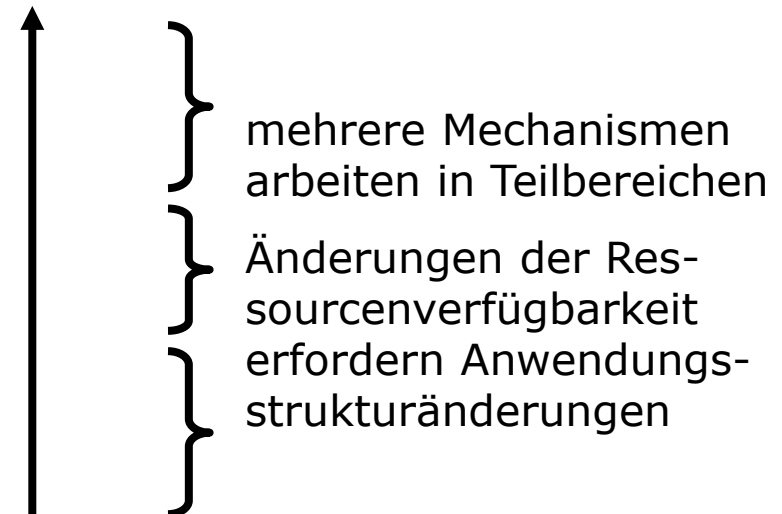 mehrere Mechanismen
arbeiten in Teilbereichen
Änderungen der Res-
sourcenverfügbarkeit
erfordern Anwendungs-
strukturänderungen